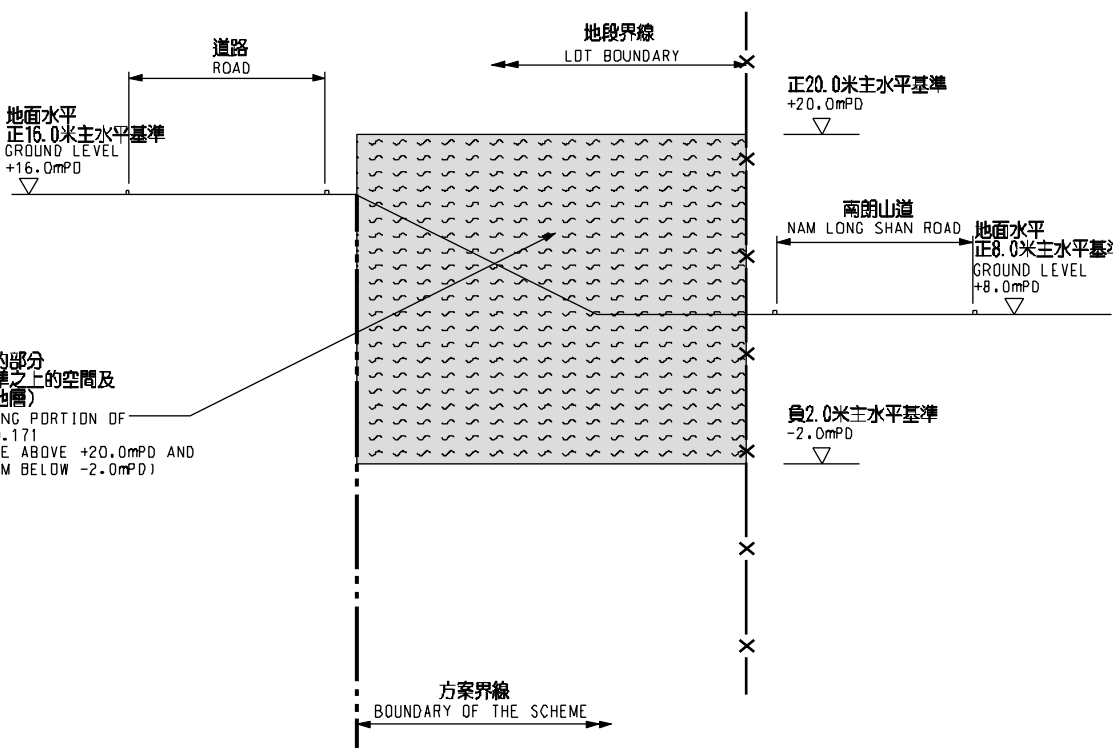 地段界線
LOT BOUNDARY
道路
ROAD
正20.0米主水平基準
+20.0mPD
地面水平
正16.0米主水平基準
GROUND LEVEL
+16.0mPD
南朗山道
NAM LONG SHAN ROAD
地面水平
正8.0米主水平基準
GROUND LEVEL
+8.0mPD
的部分
之上的空間及
地層)
NG PORTION OF
.171
E ABOVE +20.0mPD AND
M BELOW -2.0mPD)
負2.0米主水平基準
-2.0mPD
方案界線
BOUNDARY OF THE SCHEME